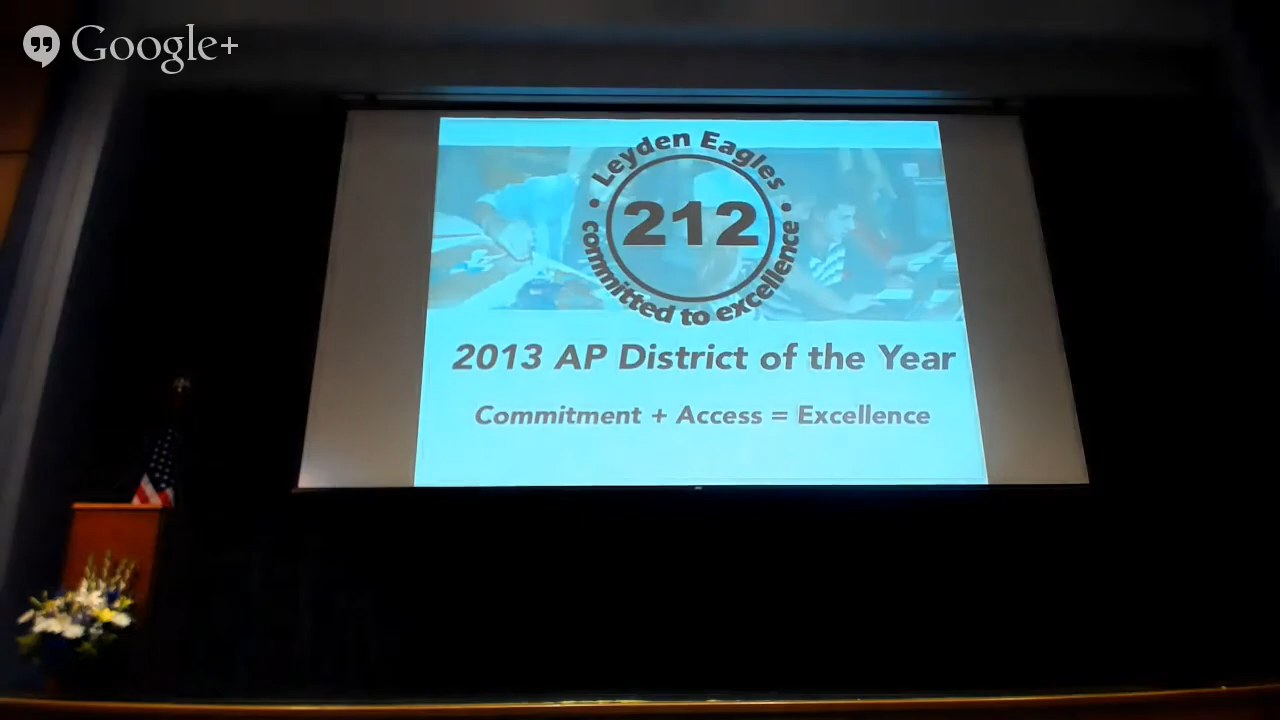 Google+
Leyden Eagles
212
committed to excellence
2013 AP District of the Year
Commitment + Access = Excellence